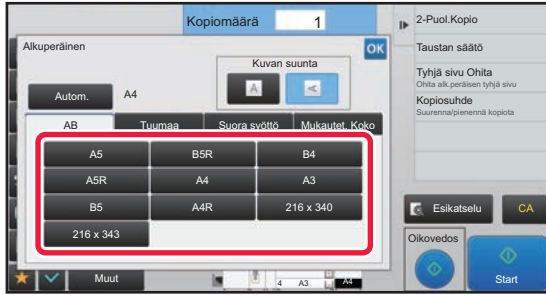 Kopiomäärä 1
2-Puol.Kopio
Alkuperäinen
OK
Taustan säätö
Kuvan suunta
A
A
Tyhjä sivu Ohita
Ohita alk.peräisen tyhjä sivu
Autom. A4
Kopiosuhde
Suurenna/pienennä kopiota
AB Tuumaa Suora syöttö Mukautet. Koko
A5 B5R B4
A5R A4 A3
B5 A4R 216 x 340
216 x 343
Esikatselu CA
Oikovedos
Muut
4 A3 A4
Start